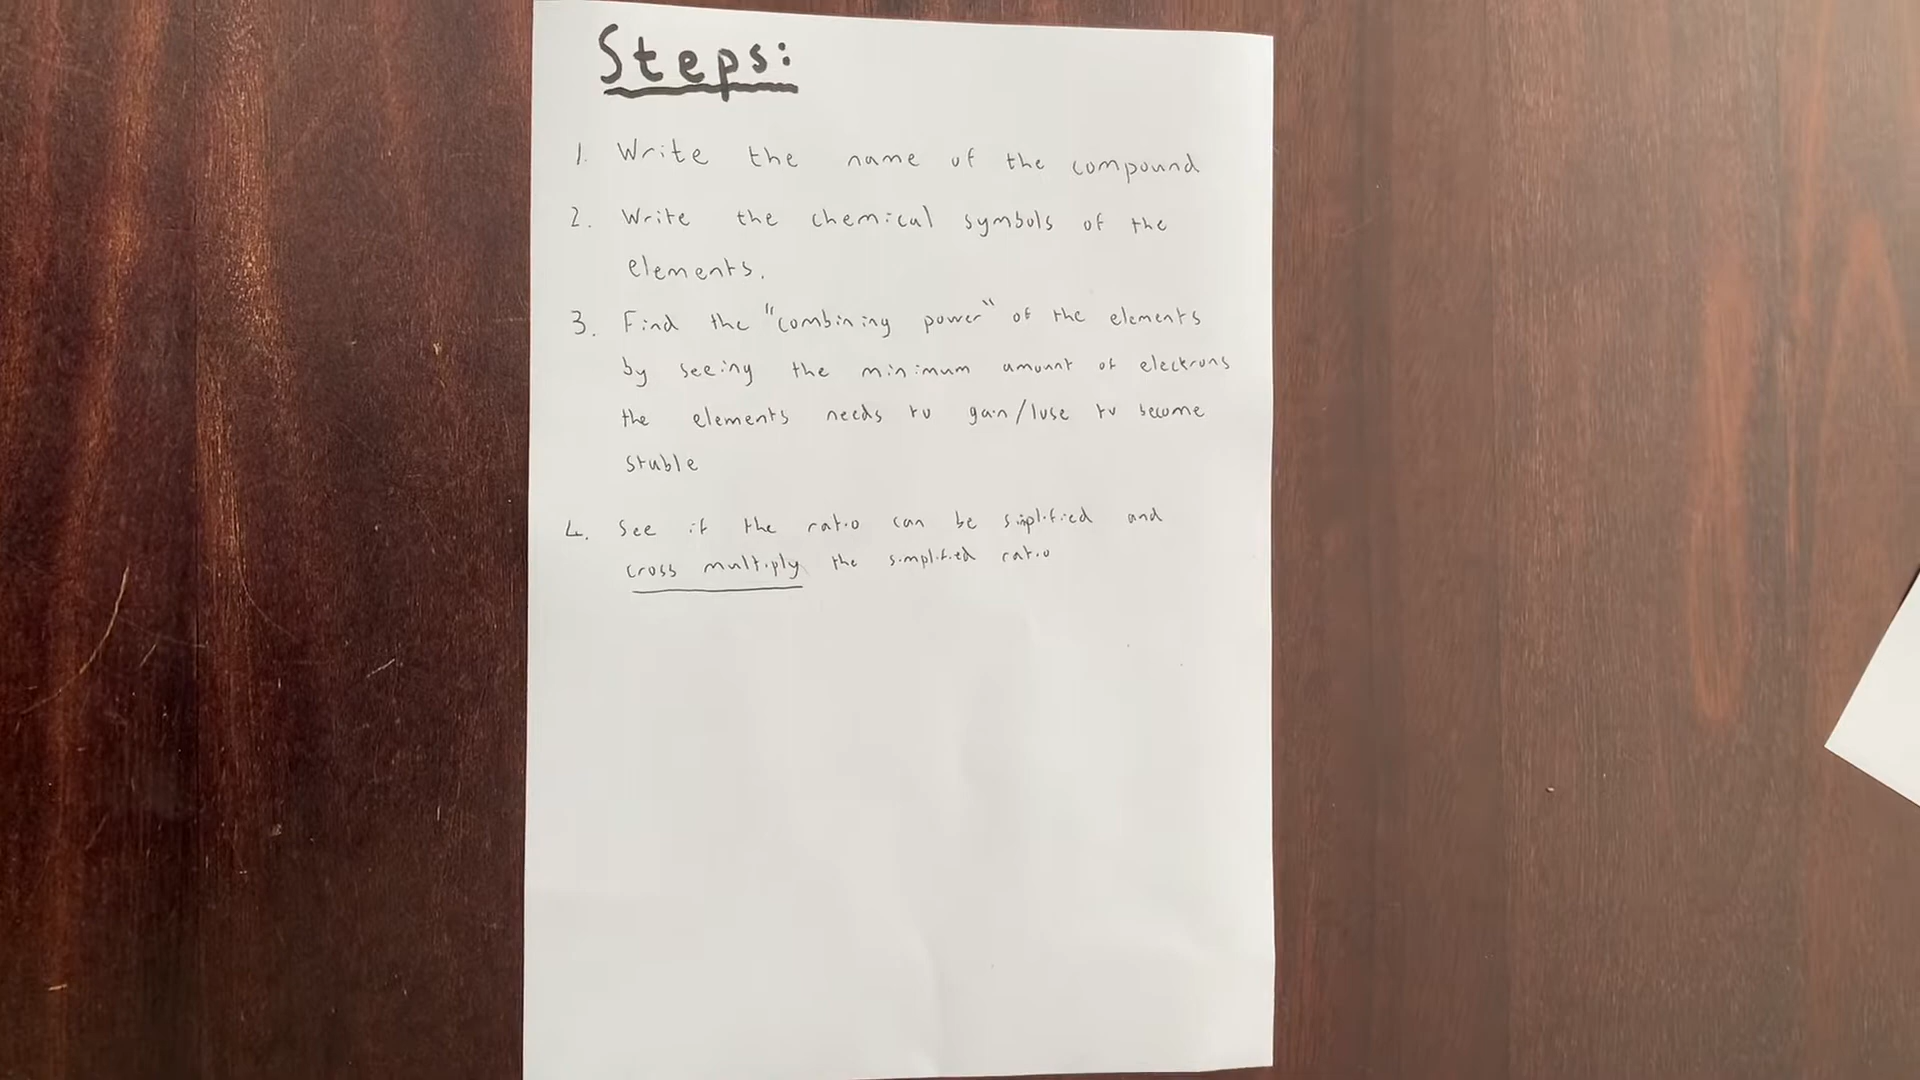 Steps:
1. Write the name of the compound
2. Write the chemical symbols of the
elements.
3. Find the "combining power" of the elements
by seeing the minimum amount of electrons
the elements needs to gain/lose to become
stable
4. See if the ratio can be simplified and
cross multiply the simplified ratio